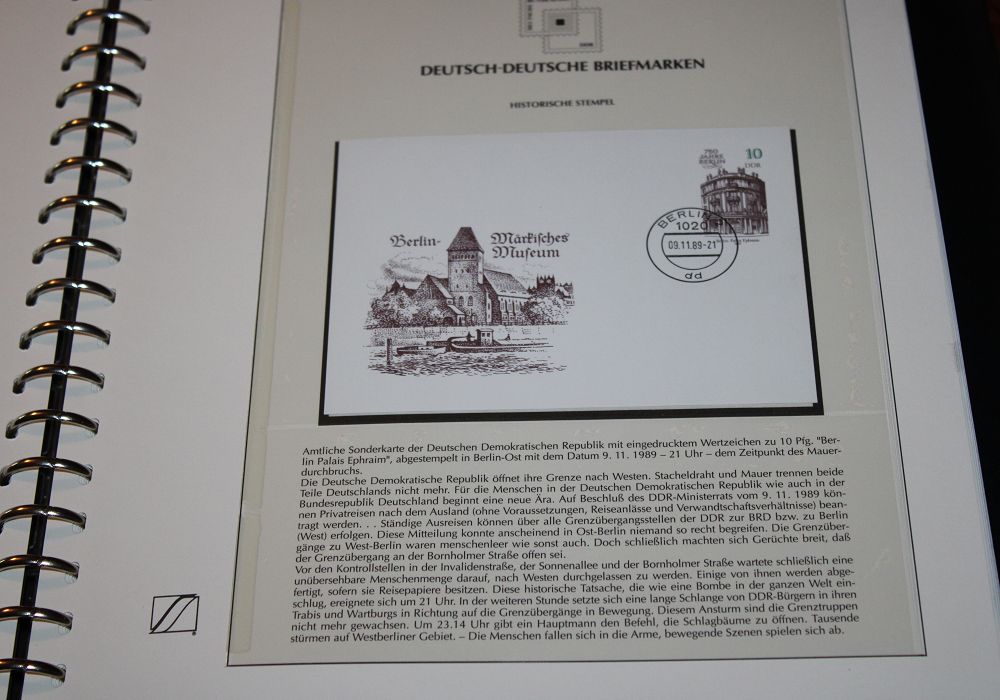 DEUTSCH-DEUTSCHE BRIEFMARKEN
HISTORISCHE STEMPEL
750
JAHRE
BERLIN
10
DDR
BERLIN
1020
09.11.89-21
dd
Berlin-
Märkisches
Museum
Amtliche Sonderkarte der Deutschen Demokratischen Republik mit eingedrucktem Wertzeichen zu 10 Pfg. "Ber-
lin Palais Ephraim", abgestempelt in Berlin-Ost mit dem Datum 9. 11. 1989 – 21 Uhr – dem Zeitpunkt des Mauer-
durchbruchs.
Die Deutsche Demokratische Republik öffnet ihre Grenze nach Westen. Stacheldraht und Mauer trennen beide
Teile Deutschlands nicht mehr. Für die Menschen in der Deutschen Demokratischen Republik wie auch in der
Bundesrepublik Deutschland beginnt eine neue Ära. Auf Beschluß des DDR-Ministerrats vom 9. 11. 1989 kön-
nen Privatreisen nach dem Ausland (ohne Voraussetzungen, Reiseanlässe und Verwandtschaftsverhältnisse) bean-
tragt werden. . . Ständige Ausreisen können über alle Grenzübergangsstellen der DDR zur BRD bzw. zu Berlin
(West) erfolgen. Diese Mitteilung konnte anscheinend in Ost-Berlin niemand so recht begreifen. Die Grenzüber-
gänge zu West-Berlin waren menschenleer wie sonst auch. Doch schließlich machten sich Gerüchte breit, daß
der Grenzübergang an der Bornholmer Straße offen sei.
Vor den Kontrollstellen in der Invalidenstraße, der Sonnenallee und der Bornholmer Straße wartete schließlich eine
unübersehbare Menschenmenge darauf, nach Westen durchgelassen zu werden. Einige von ihnen werden abge-
fertigt, sofern sie Reisepapiere besitzen. Diese historische Tatsache, die wie eine Bombe in der ganzen Welt ein-
schlug, ereignete sich um 21 Uhr. In der weiteren Stunde setzte sich eine lange Schlange von DDR-Bürgern in ihren
Trabis und Wartburgs in Richtung auf die Grenzübergänge in Bewegung. Diesem Ansturm sind die Grenztruppen
nicht mehr gewachsen. Um 23.14 Uhr gibt ein Hauptmann den Befehl, die Schlagbäume zu öffnen. Tausende
stürmen auf Westberliner Gebiet. – Die Menschen fallen sich in die Arme, bewegende Szenen spielen sich ab.